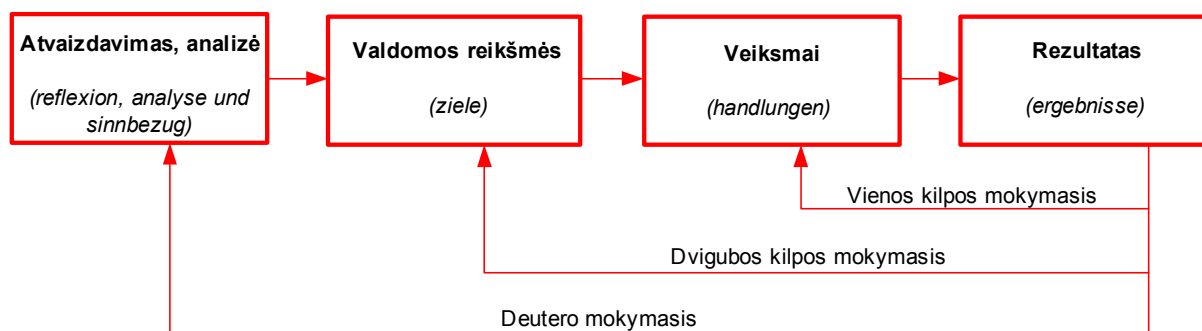 Atvaizdavimas, analizė
(reflexion, analyse und
sinnbezug)
Valdomos reikšmės
(ziele)
Veiksmai
(handlungen)
Rezultatas
(ergebnisse)
Vienos kilpos mokymasis
Dvigubos kilpos mokymasis
Deutero mokymasis